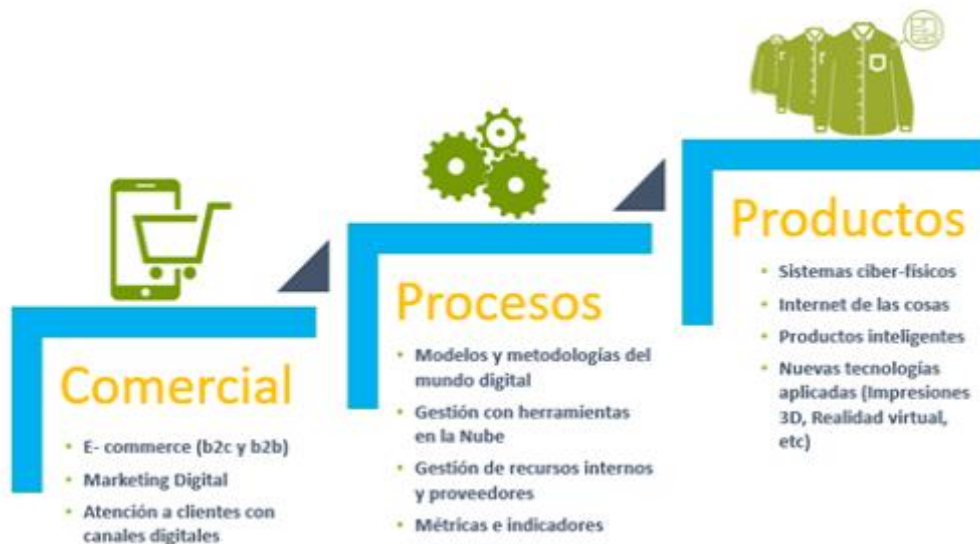 Comercial
• E- commerce (b2c y b2b)
• Marketing Digital
• Atención a clientes con
canales digitales
Procesos
• Modelos y metodologías del
mundo digital
• Gestión con herramientas
en la Nube
• Gestión de recursos internos
y proveedores
• Métricas e indicadores
Productos
• Sistemas ciber-físicos
• Internet de las cosas
• Productos inteligentes
• Nuevas tecnologías
aplicadas (Impresiones
3D, Realidad virtual,
etc)